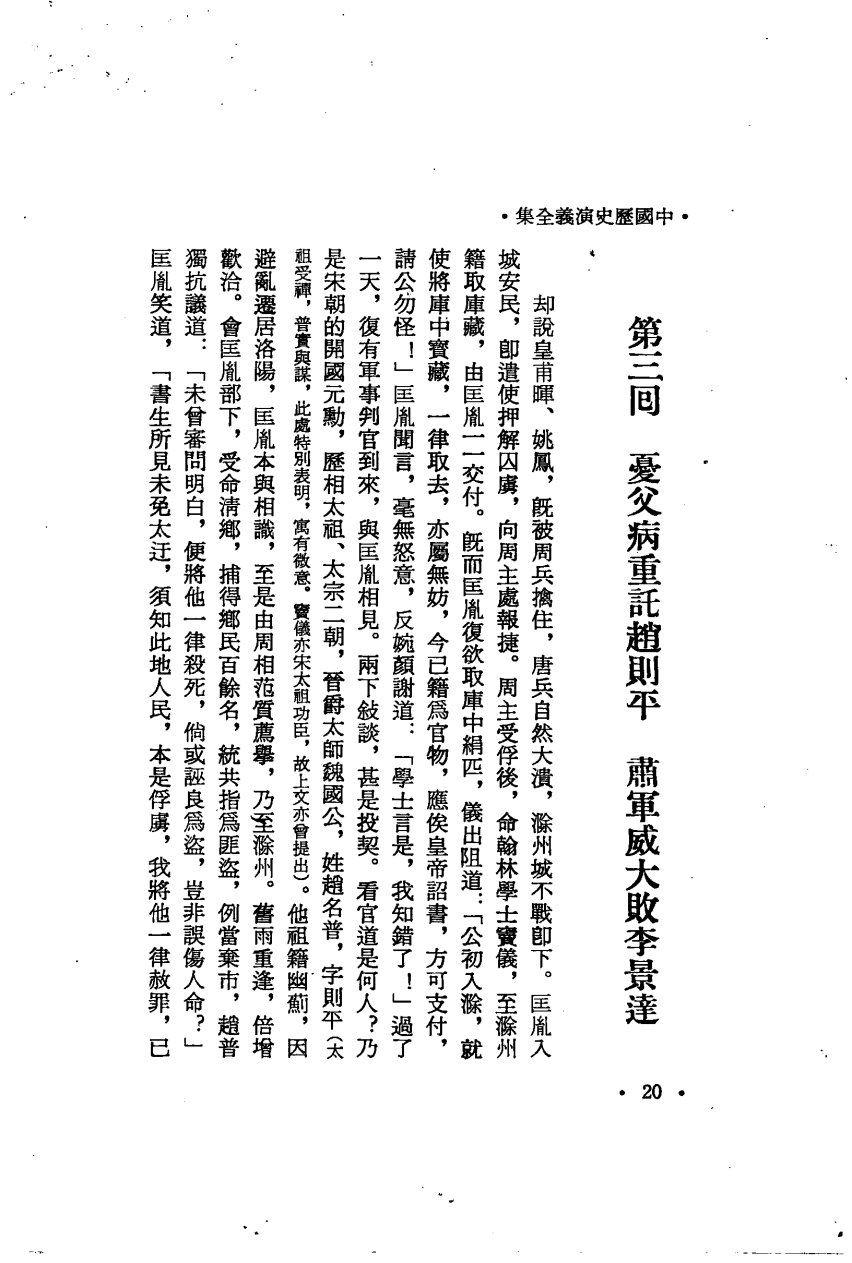 •中國歷史演義全集•
第三回　憂父病重託趙則平　肅軍威大敗李景達
却說皇甫暉、姚鳳，旣被周兵擒住，唐兵自然大潰，滁州城不戰卽下。匡胤入
城安民，卽遣使押解囚虜，向周主處報捷。周主受俘後，命翰林學士竇儀，至滁州
籍取庫藏，由匡胤一一交付。旣而匡胤復欲取庫中絹匹，儀出阻道：「公初入滁，就
使將庫中寶藏，一律取去，亦屬無妨，今已籍爲官物，應俟皇帝詔書，方可支付，
請公勿怪！」匡胤聞言，毫無怒意，反婉顏謝道：「學士言是，我知錯了！」過了
一天，復有軍事判官到來，與匡胤相見。兩下敍談，甚是投契。看官道是何人？乃
是宋朝的開國元勳，歷相太祖、太宗二朝，晉爵太師魏國公，姓趙名普，字則平（太
祖受禪，普實與謀，此處特別表明，寓有微意。竇儀亦宋太祖功臣，故上文亦曾提出）。他祖籍幽薊，因
避亂遷居洛陽，匡胤本與相識，至是由周相范質薦舉，乃至滁州。舊雨重逢，倍增
歡洽。會匡胤部下，受命淸鄉，捕得鄉民百餘名，統共指爲匪盜，例當棄市，趙普
獨抗議道：「未曾審問明白，便將他一律殺死，倘或誣良爲盜，豈非誤傷人命？」
匡胤笑道，「書生所見未免太迂，須知此地人民，本是俘虜，我將他一律赦罪，已
• 20 •